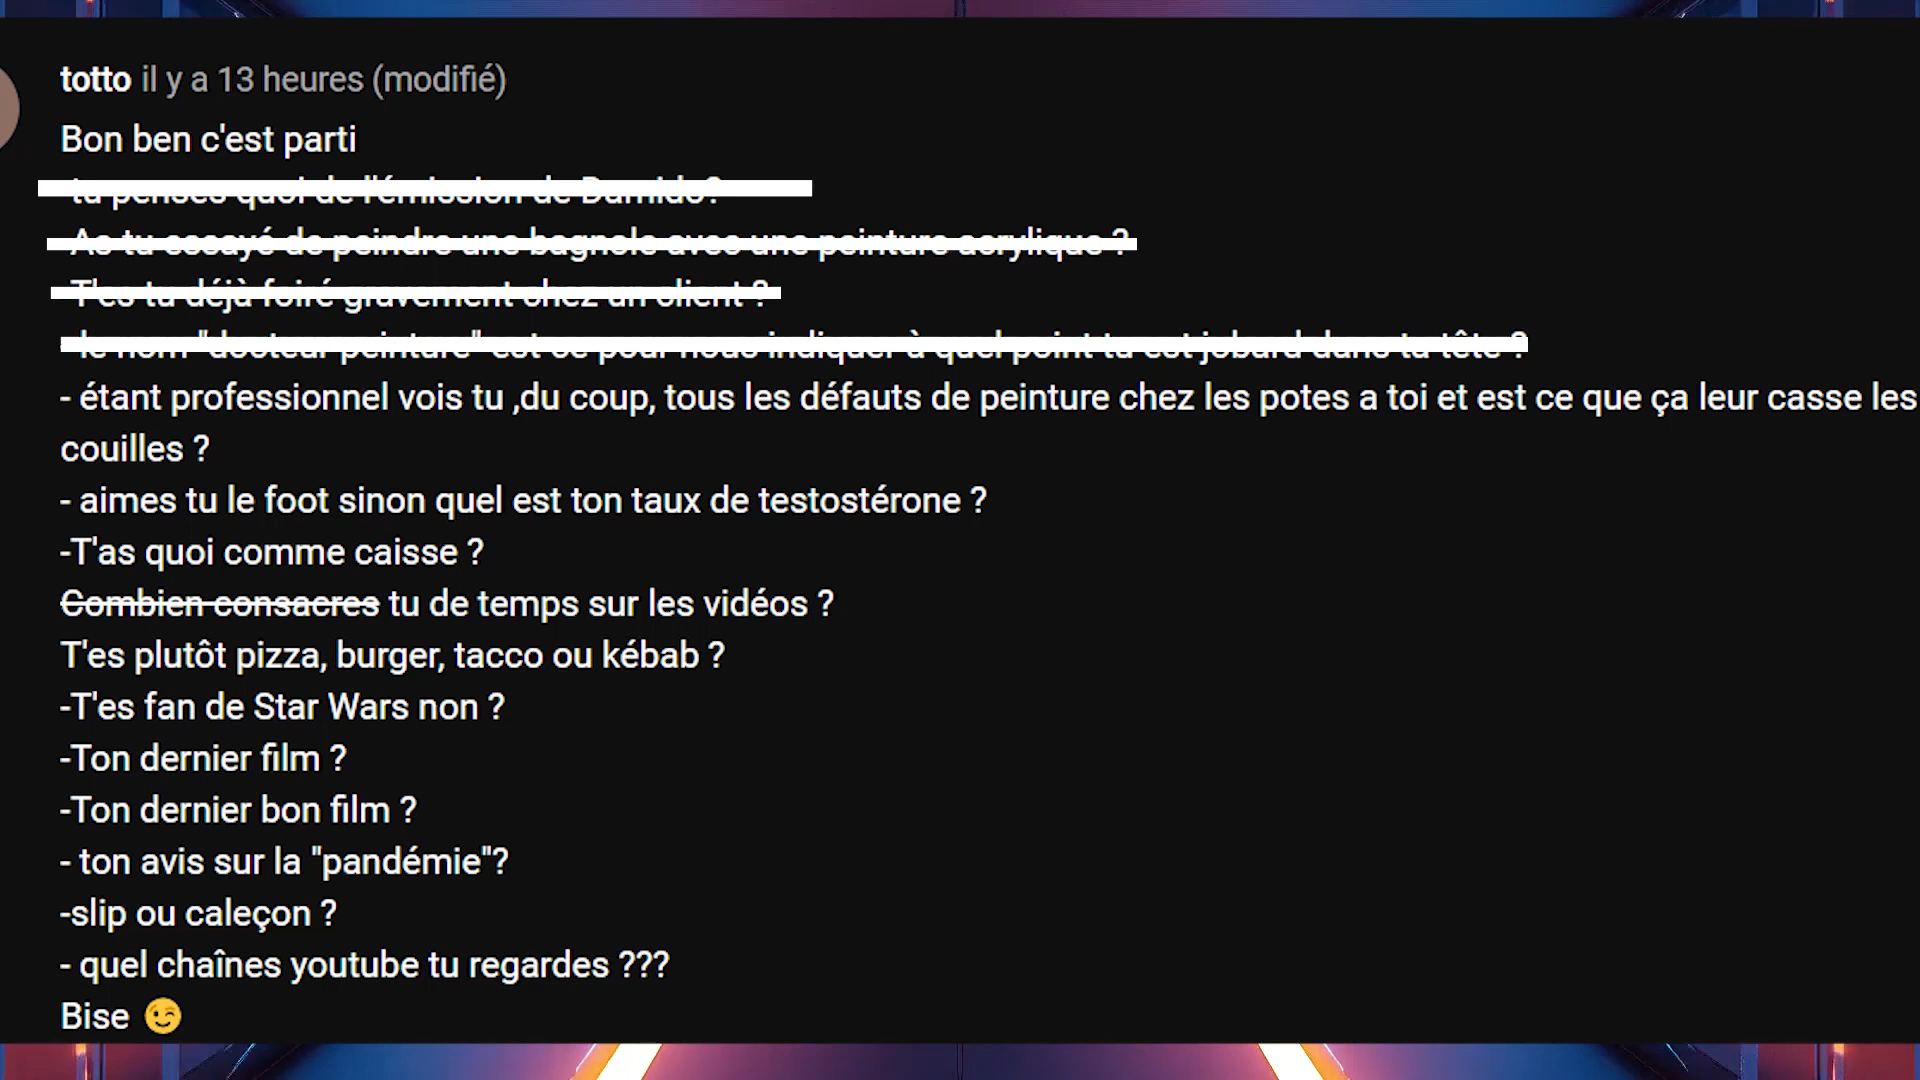 totto il y a 13 heures (modifié)
Bon ben c'est parti
-tu penses quoi de l'émission de Damido?
-As tu essayé de peindre une bagnole avec une peinture acrylique ?
-T'es tu déjà foiré gravement chez un client ?
-le nom "docteur peinture" est ce pour nous indiquer à quel point tu est jobard dans ta tête ?
- étant professionnel vois tu ,du coup, tous les défauts de peinture chez les potes a toi et est ce que ça leur casse les
couilles ?
- aimes tu le foot sinon quel est ton taux de testostérone ?
-T'as quoi comme caisse ?
Combien consacres tu de temps sur les vidéos ?
T'es plutôt pizza, burger, tacco ou kébab ?
-T'es fan de Star Wars non ?
-Ton dernier film ?
-Ton dernier bon film ?
- ton avis sur la "pandémie"?
-slip ou caleçon ?
- quel chaînes youtube tu regardes ???
Bise 😉